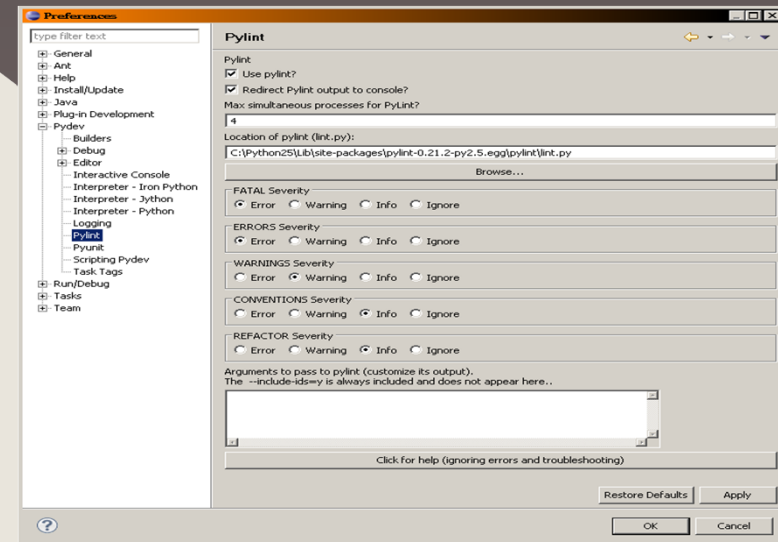 Preferences
type filter text
General
Ant
Help
Install/Update
Java
Plug-in Development
Pydev
Builders
Debug
Editor
Interactive Console
Interpreter - Iron Python
Interpreter - Jython
Interpreter - Python
Logging
Pylint
Pyunit
Scripting Pydev
Task Tags
Run/Debug
Tasks
Team
Pylint
Pylint
Use pylint?
Redirect Pylint output to console?
Max simultaneous processes for PyLint?
4
Location of pylint (lint.py):
C:\Python25\Lib\site-packages\pylint-0.21.2-py2.5.egg\pylint\lint.py
Browse...
FATAL Severity
Error Warning Info Ignore
ERRORS Severity
Error Warning Info Ignore
WARNINGS Severity
Error Warning Info Ignore
CONVENTIONS Severity
Error Warning Info Ignore
REFACTOR Severity
Error Warning Info Ignore
Arguments to pass to pylint (customize its output).
The --include-ids=y is always included and does not appear here..
Click for help (ignoring errors and troubleshooting)
Restore Defaults Apply
? OK Cancel